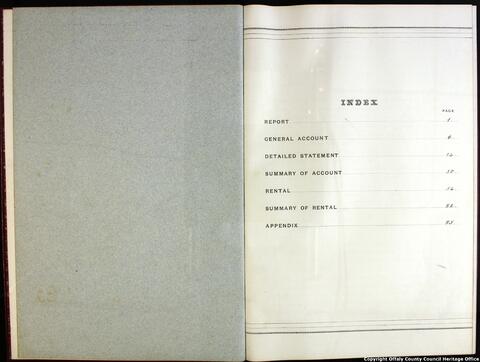 INDEX
PAGE
REPORT 1.
GENERAL ACCOUNT
DETAILED STATEMENT
SUMMARY OF ACCOUNT
RENTAL
SUMMARY OF RENTAL
APPENDIX
Copyright Offaly County Council Heritage Office